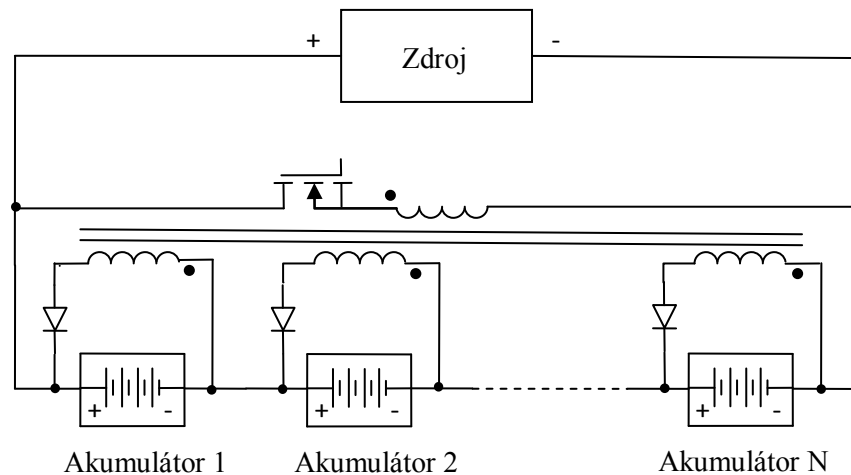 + Zdroj -
+ - + - + -
Akumulátor 1 Akumulátor 2 Akumulátor N